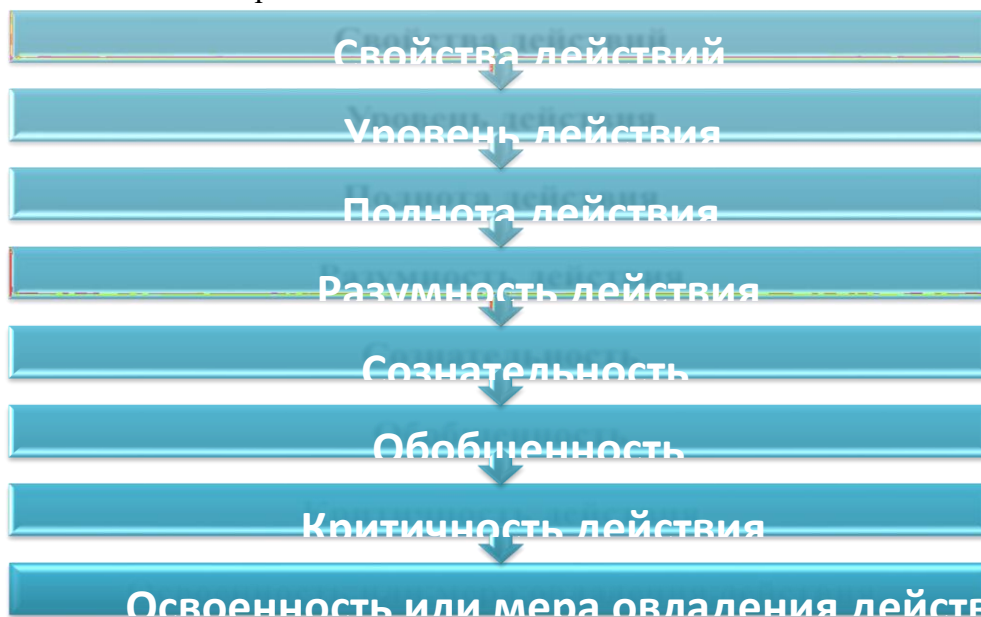 Свойства действий
Уровень действия
Полнота действия
Разумность действия
Сознательность
Обобщенность
Критичность действия
Освоенность или мера овладения